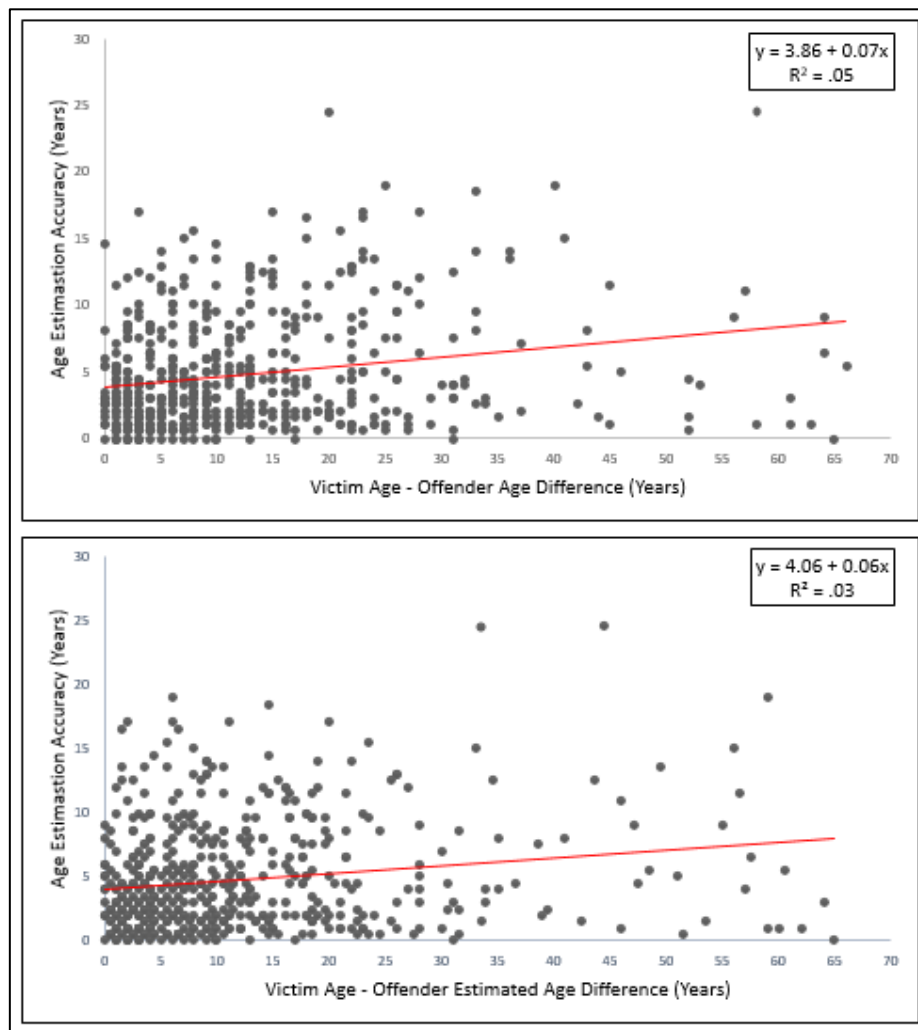 y = 3.86 + 0.07x
R² = .05
Age Estimastion Accuracy (Years)
30
25
20
15
10
5
0
0 5 10 15 20 25 30 35 40 45 50 55 60 65 70
Victim Age - Offender Age Difference (Years)
y = 4.06 + 0.06x
R² = .03
Age Estimastion Accuracy (Years)
30
25
20
15
10
5
0
0 5 10 15 20 25 30 35 40 45 50 55 60 65 70
Victim Age - Offender Estimated Age Difference (Years)